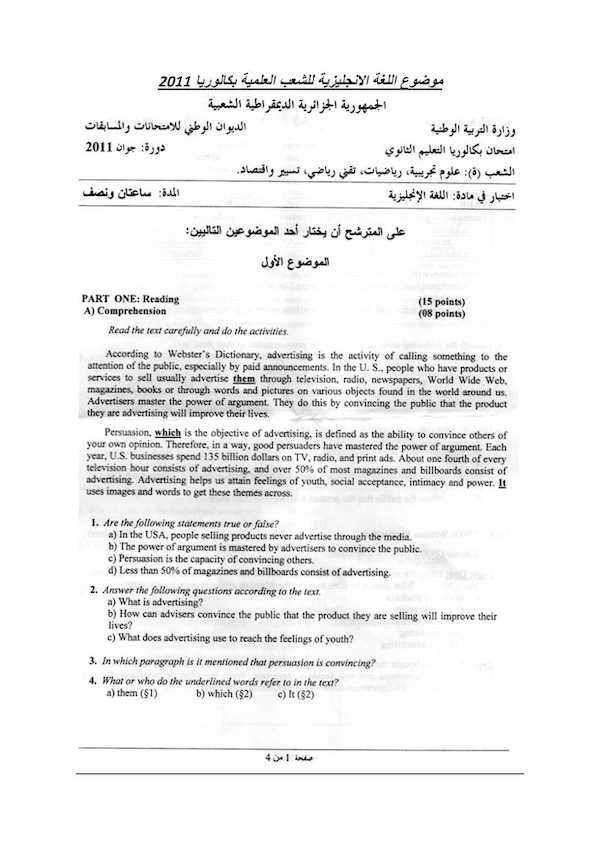 موضوع اللغة الانجليزية للشعب العلمية بكالوريا 2011
الجمهورية الجزائرية الديمقراطية الشعبية
وزارة التربية الوطنية
الديوان الوطني للامتحانات والمسابقات
امتحان بكالوريا التعليم الثانوي
دورة: جوان 2011
الشعب (ة): علوم تجريبية، رياضيات، تقني رياضي، تسيير واقتصاد.
اختبار في مادة: اللغة الإنجليزية
المدة: ساعتان ونصف
على المترشح أن يختار أحد الموضوعين التاليين:
الموضوع الأول
PART ONE: Reading (15 points)
A) Comprehension (08 points)
Read the text carefully and do the activities.
According to Webster's Dictionary, advertising is the activity of calling something to the
attention of the public, especially by paid announcements. In the U. S., people who have products or
services to sell usually advertise them through television, radio, newspapers, World Wide Web,
magazines, books or through words and pictures on various objects found in the world around us.
Advertisers master the power of argument. They do this by convincing the public that the product
they are advertising will improve their lives.
Persuasion, which is the objective of advertising, is defined as the ability to convince others of
your own opinion. Therefore, in a way, good persuaders have mastered the power of argument. Each
year, U.S. businesses spend 135 billion dollars on TV, radio, and print ads. About one fourth of every
television hour consists of advertising, and over 50% of most magazines and billboards consist of
advertising. Advertising helps us attain feelings of youth, social acceptance, intimacy and power. It
uses images and words to get these themes across.
1. Are the following statements true or false?
a) In the USA, people selling products never advertise through the media.
b) The power of argument is mastered by advertisers to convince the public.
c) Persuasion is the capacity of convincing others.
d) Less than 50% of magazines and billboards consist of advertising.
2. Answer the following questions according to the text.
a) What is advertising?
b) How can advisers convince the public that the product they are selling will improve their
lives?
c) What does advertising use to reach the feelings of youth?
3. In which paragraph is it mentioned that persuasion is convincing?
4. What or who do the underlined words refer to in the text?
a) them (§1) b) which (§2) c) It (§2)
صفحة 1 من 4